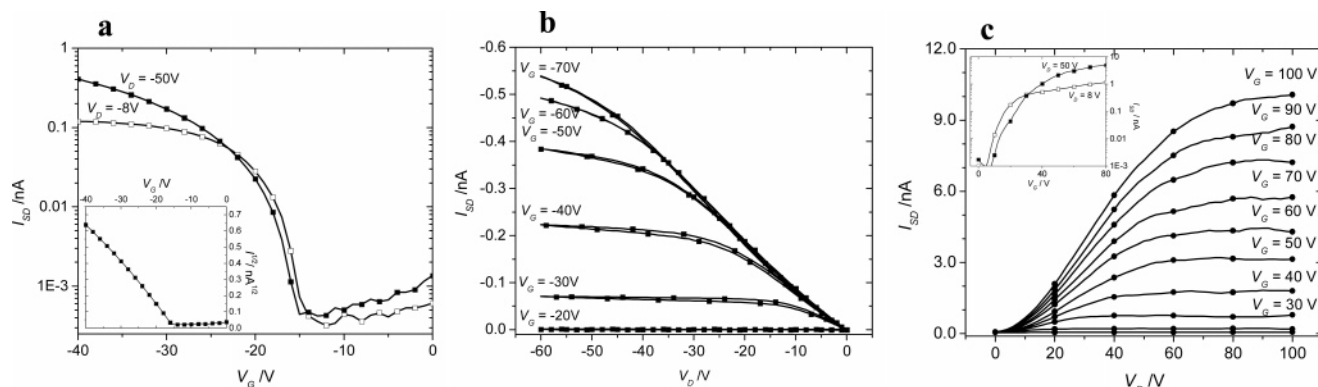 a
1
0.1
0.01
1E-3
I_SD /nA
V_D = -50V
V_D = -8V
V_G /V
-40 -30 -20 -10 0
0.7
0.6
0.5
0.4
0.3
0.2
0.1
0.0
I^1/2 / nA^1/2
-40 -30 -20 -10 0
V_G /V
b
-0.6
-0.5
-0.4
-0.3
-0.2
-0.1
0.0
I_SD /nA
V_G = -70V
V_G = -60V
V_G = -50V
V_G = -40V
V_G = -30V
V_G = -20V
-60 -50 -40 -30 -20 -10 0
V_D /V
c
12.0
9.0
6.0
3.0
0.0
I_SD /nA
V_D = 50 V
V_D = 8 V
10
1
0.1
0.01
1E-3
I_SD / nA
0 40 80
V_G / V
V_G = 100 V
V_G = 90 V
V_G = 80 V
V_G = 70 V
V_G = 60 V
V_G = 50 V
V_G = 40 V
V_G = 30 V
0 20 40 60 80 100